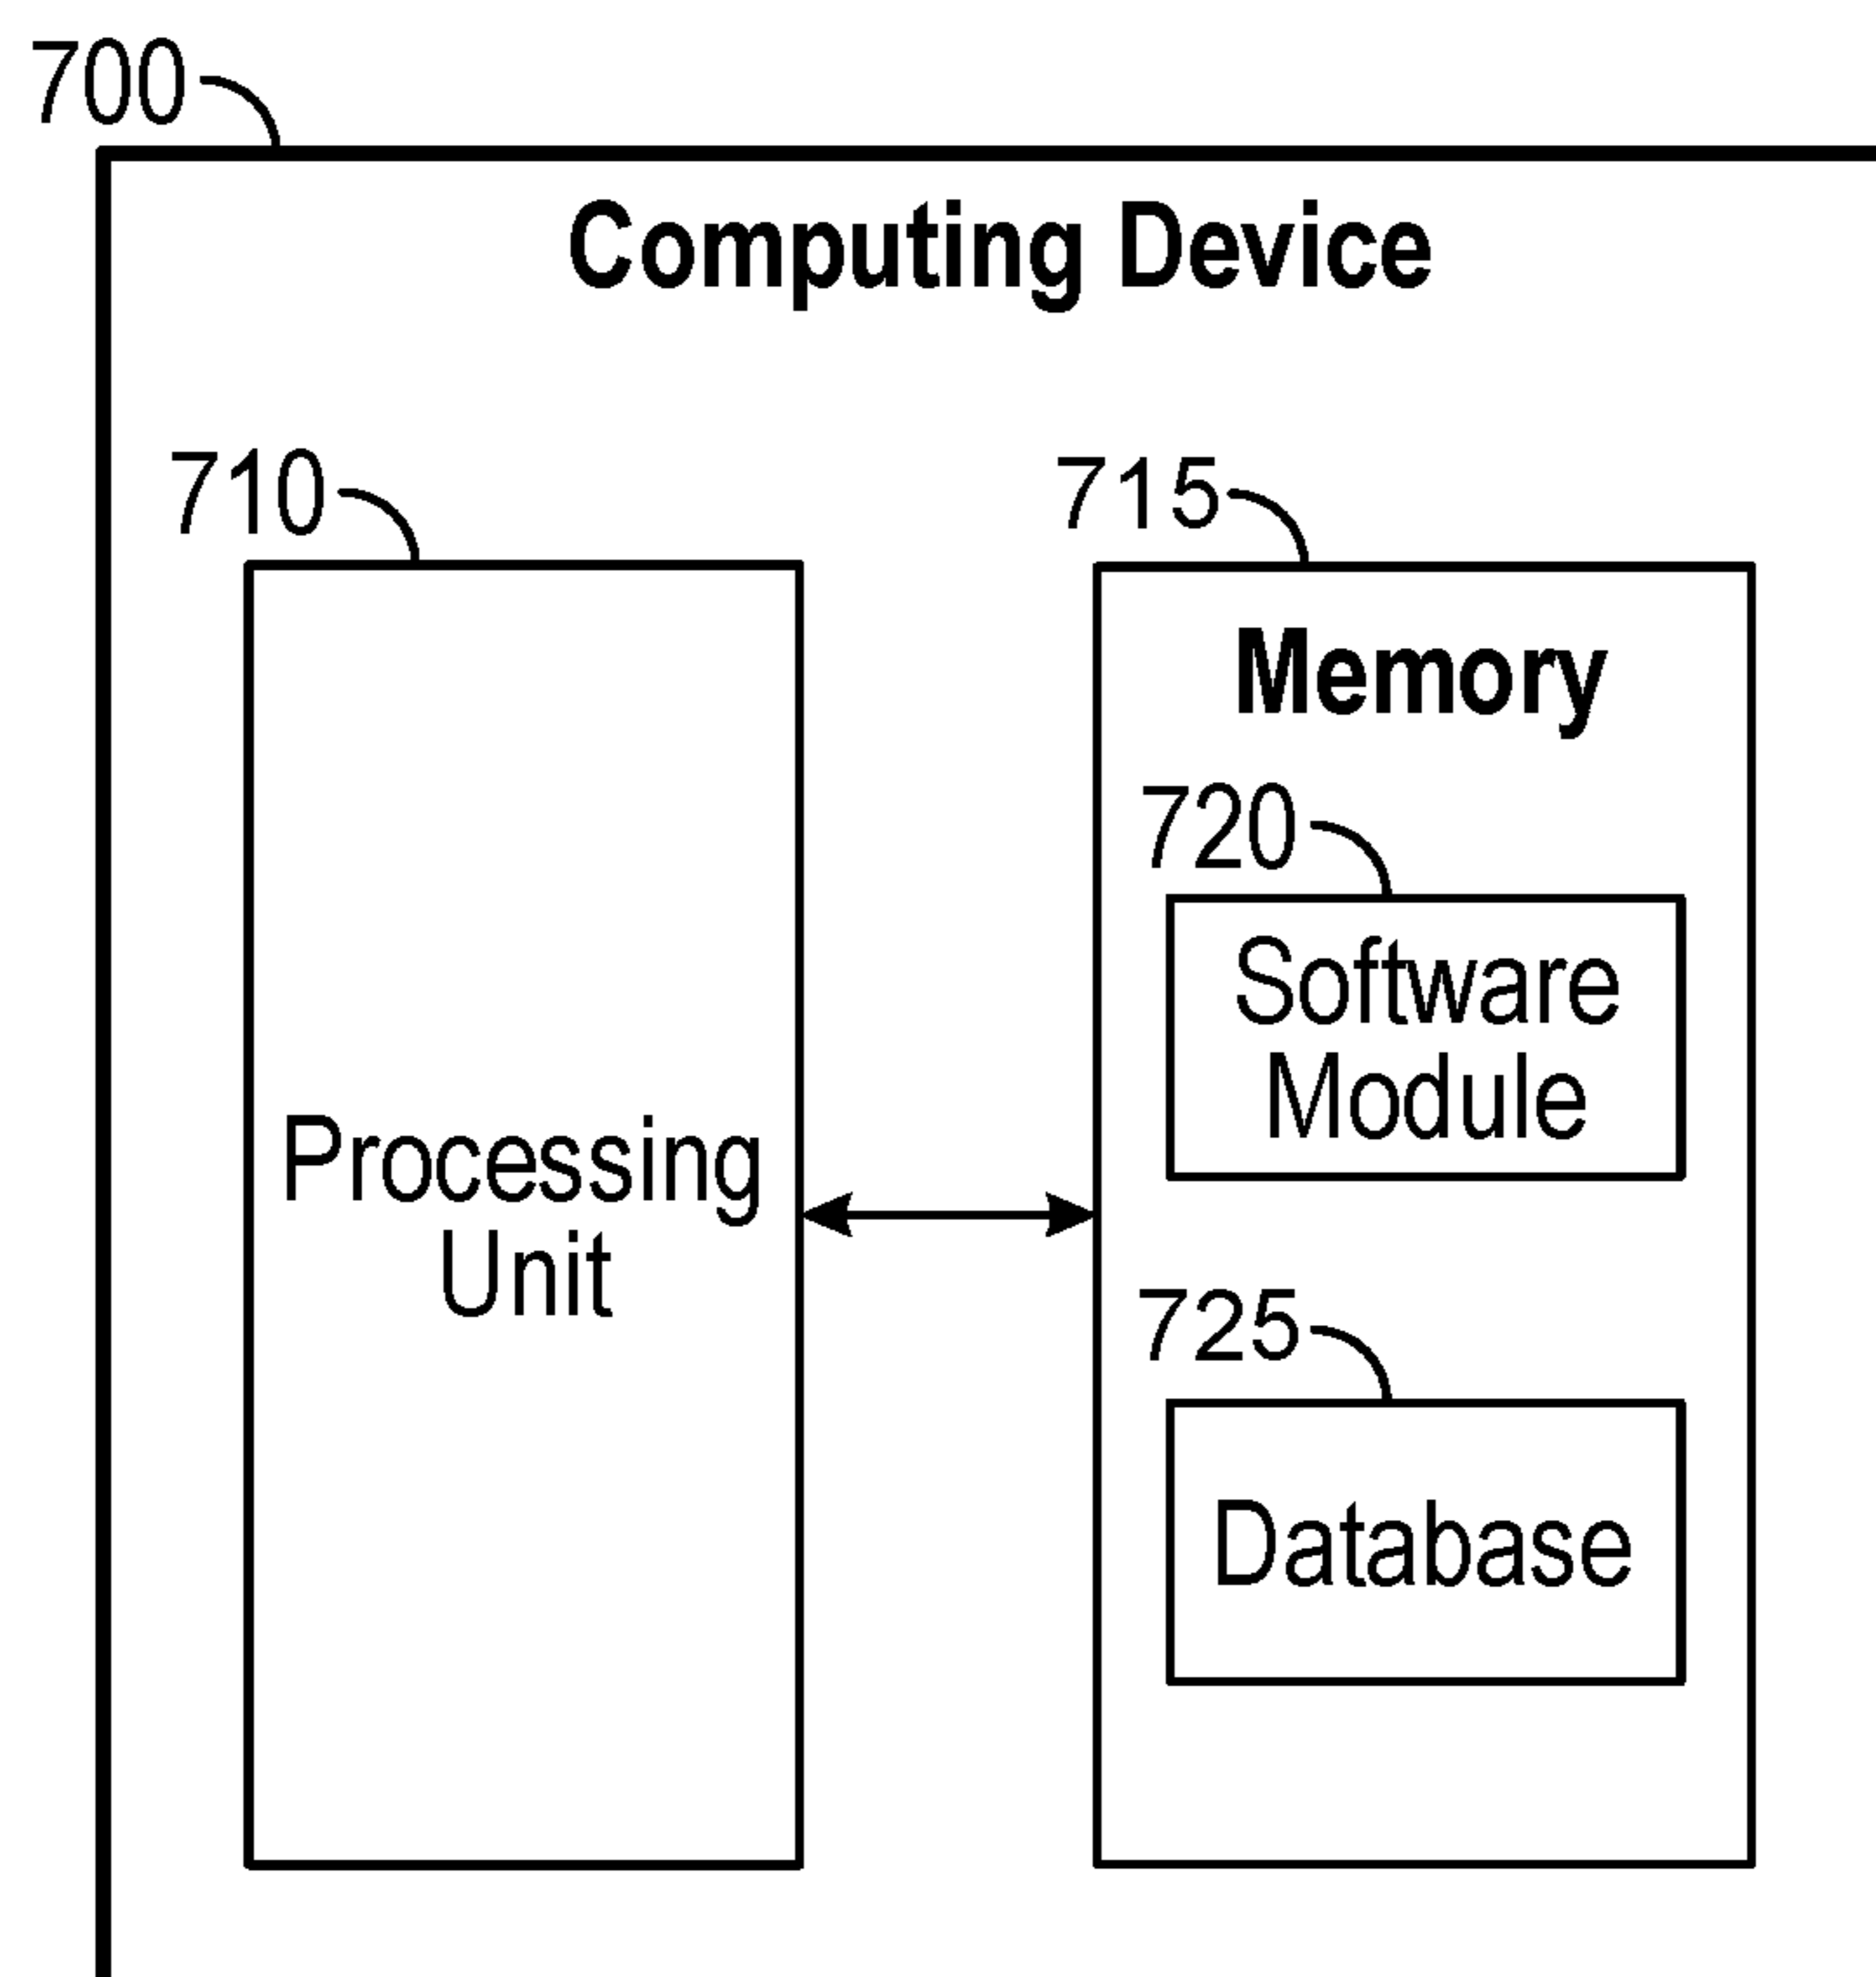 700
Computing Device
710
715
Memory
720
Software
Module
Processing
Unit
725
Database